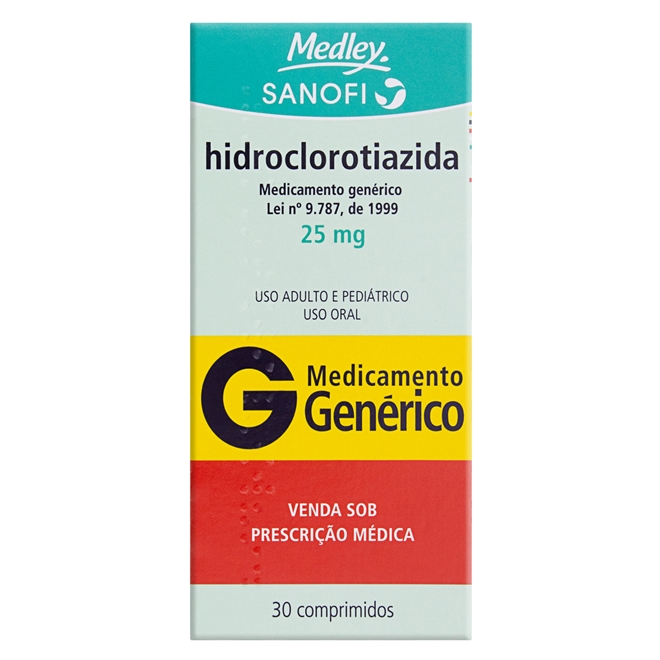 Medley.
SANOFI
hidroclorotiazida
Medicamento genérico
Lei nº 9.787, de 1999
25 mg
USO ADULTO E PEDIÁTRICO
USO ORAL
G Medicamento
Genérico
VENDA SOB
PRESCRIÇÃO MÉDICA
30 comprimidos